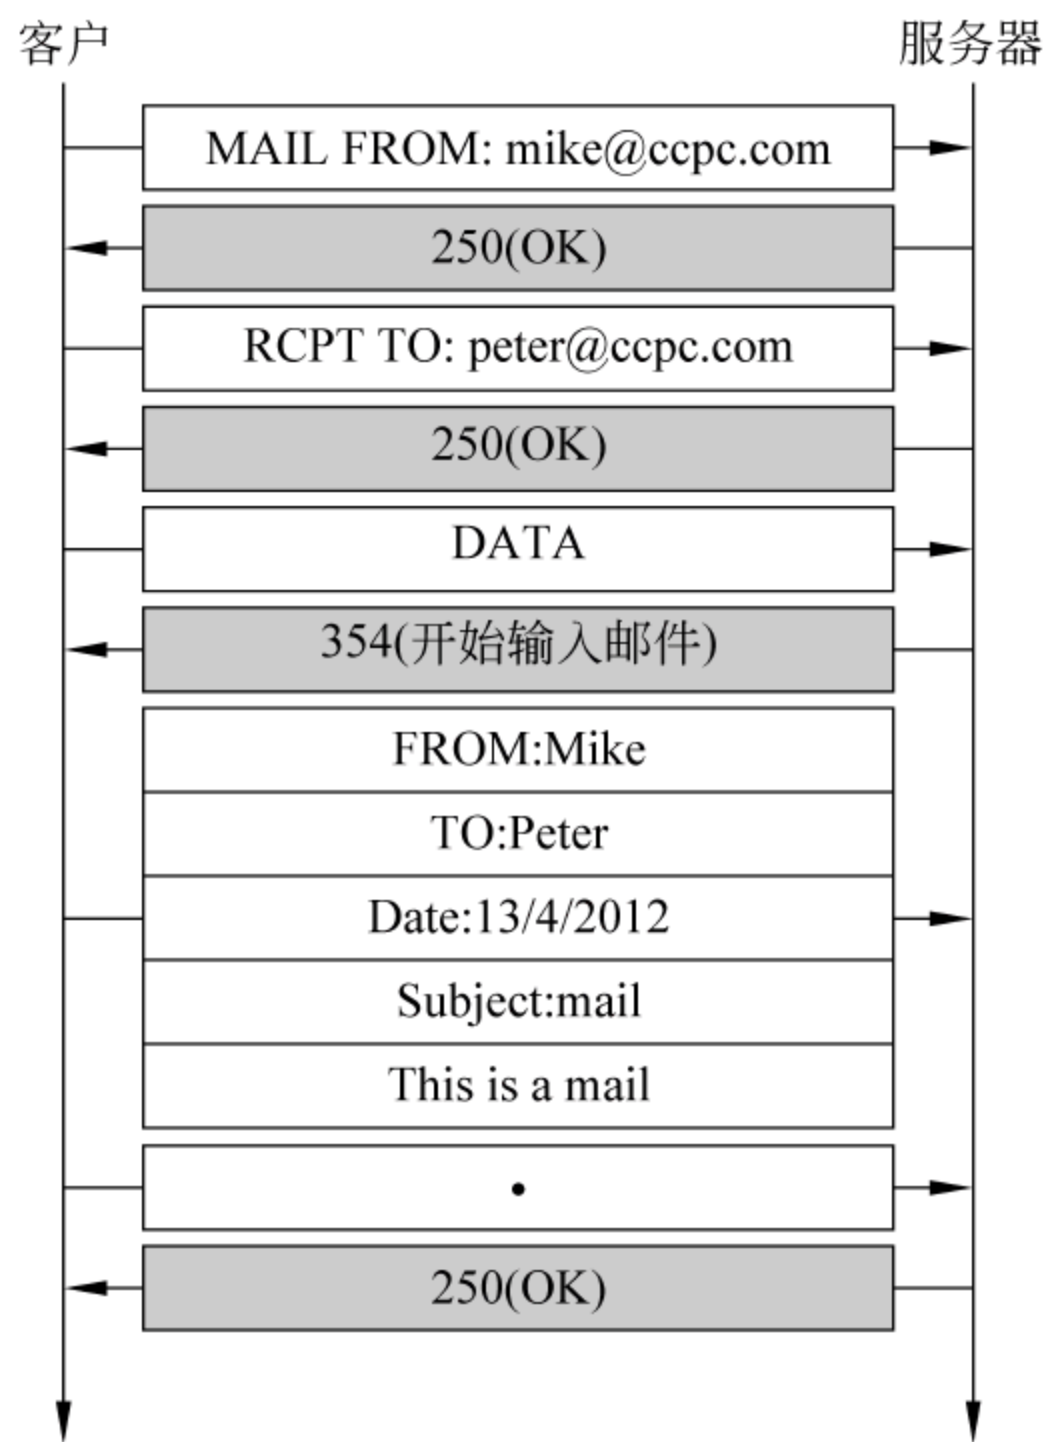 客户
服务器
MAIL FROM: mike@ccpc.com
250(OK)
RCPT TO: peter@ccpc.com
250(OK)
DATA
354(开始输入邮件)
FROM:Mike
TO:Peter
Date:13/4/2012
Subject:mail
This is a mail
•
250(OK)